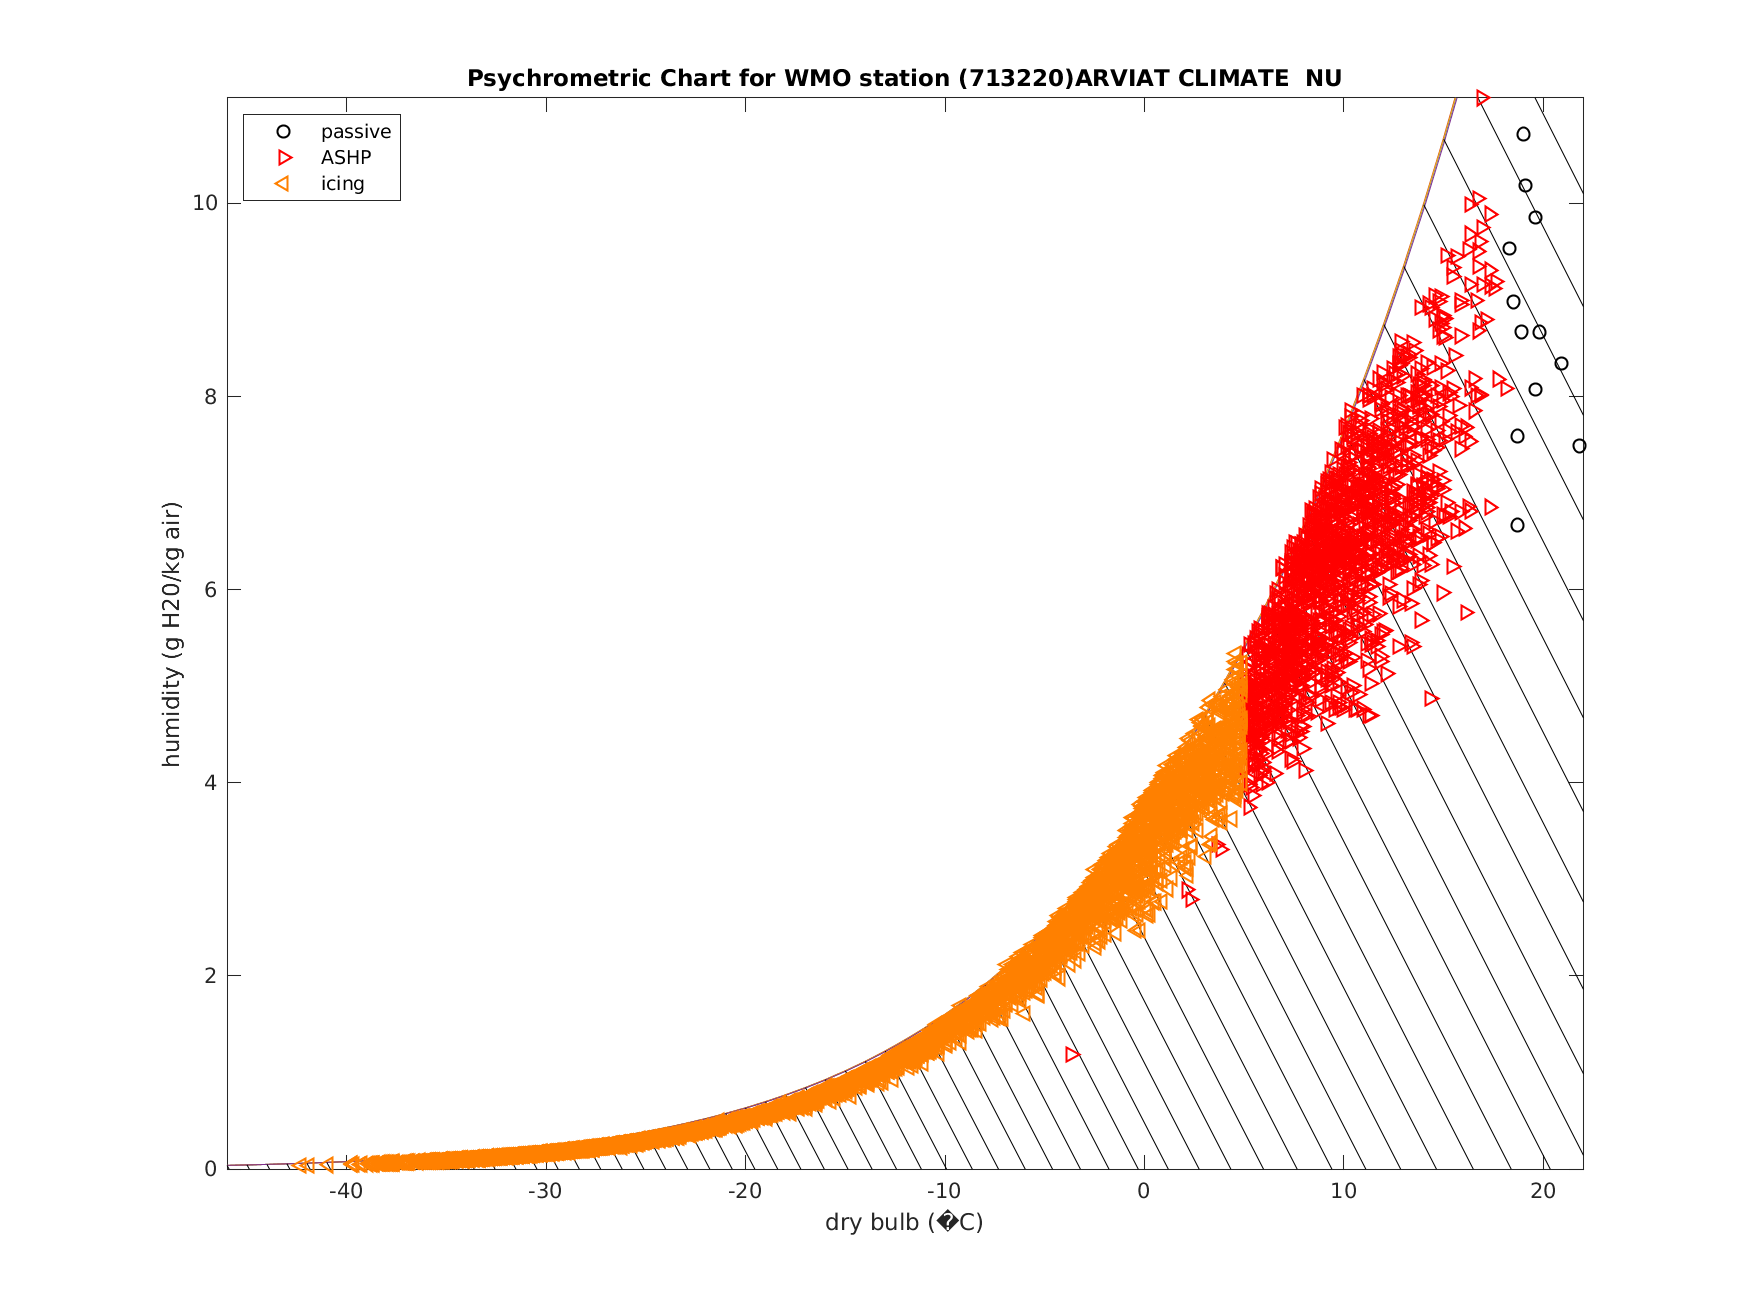 Psychrometric Chart for WMO station (713220)ARVIAT CLIMATE  NU
passive
ASHP
icing
humidity (g H20/kg air)
10
8
6
4
2
0
-40 -30 -20 -10 0 10 20
dry bulb (�C)